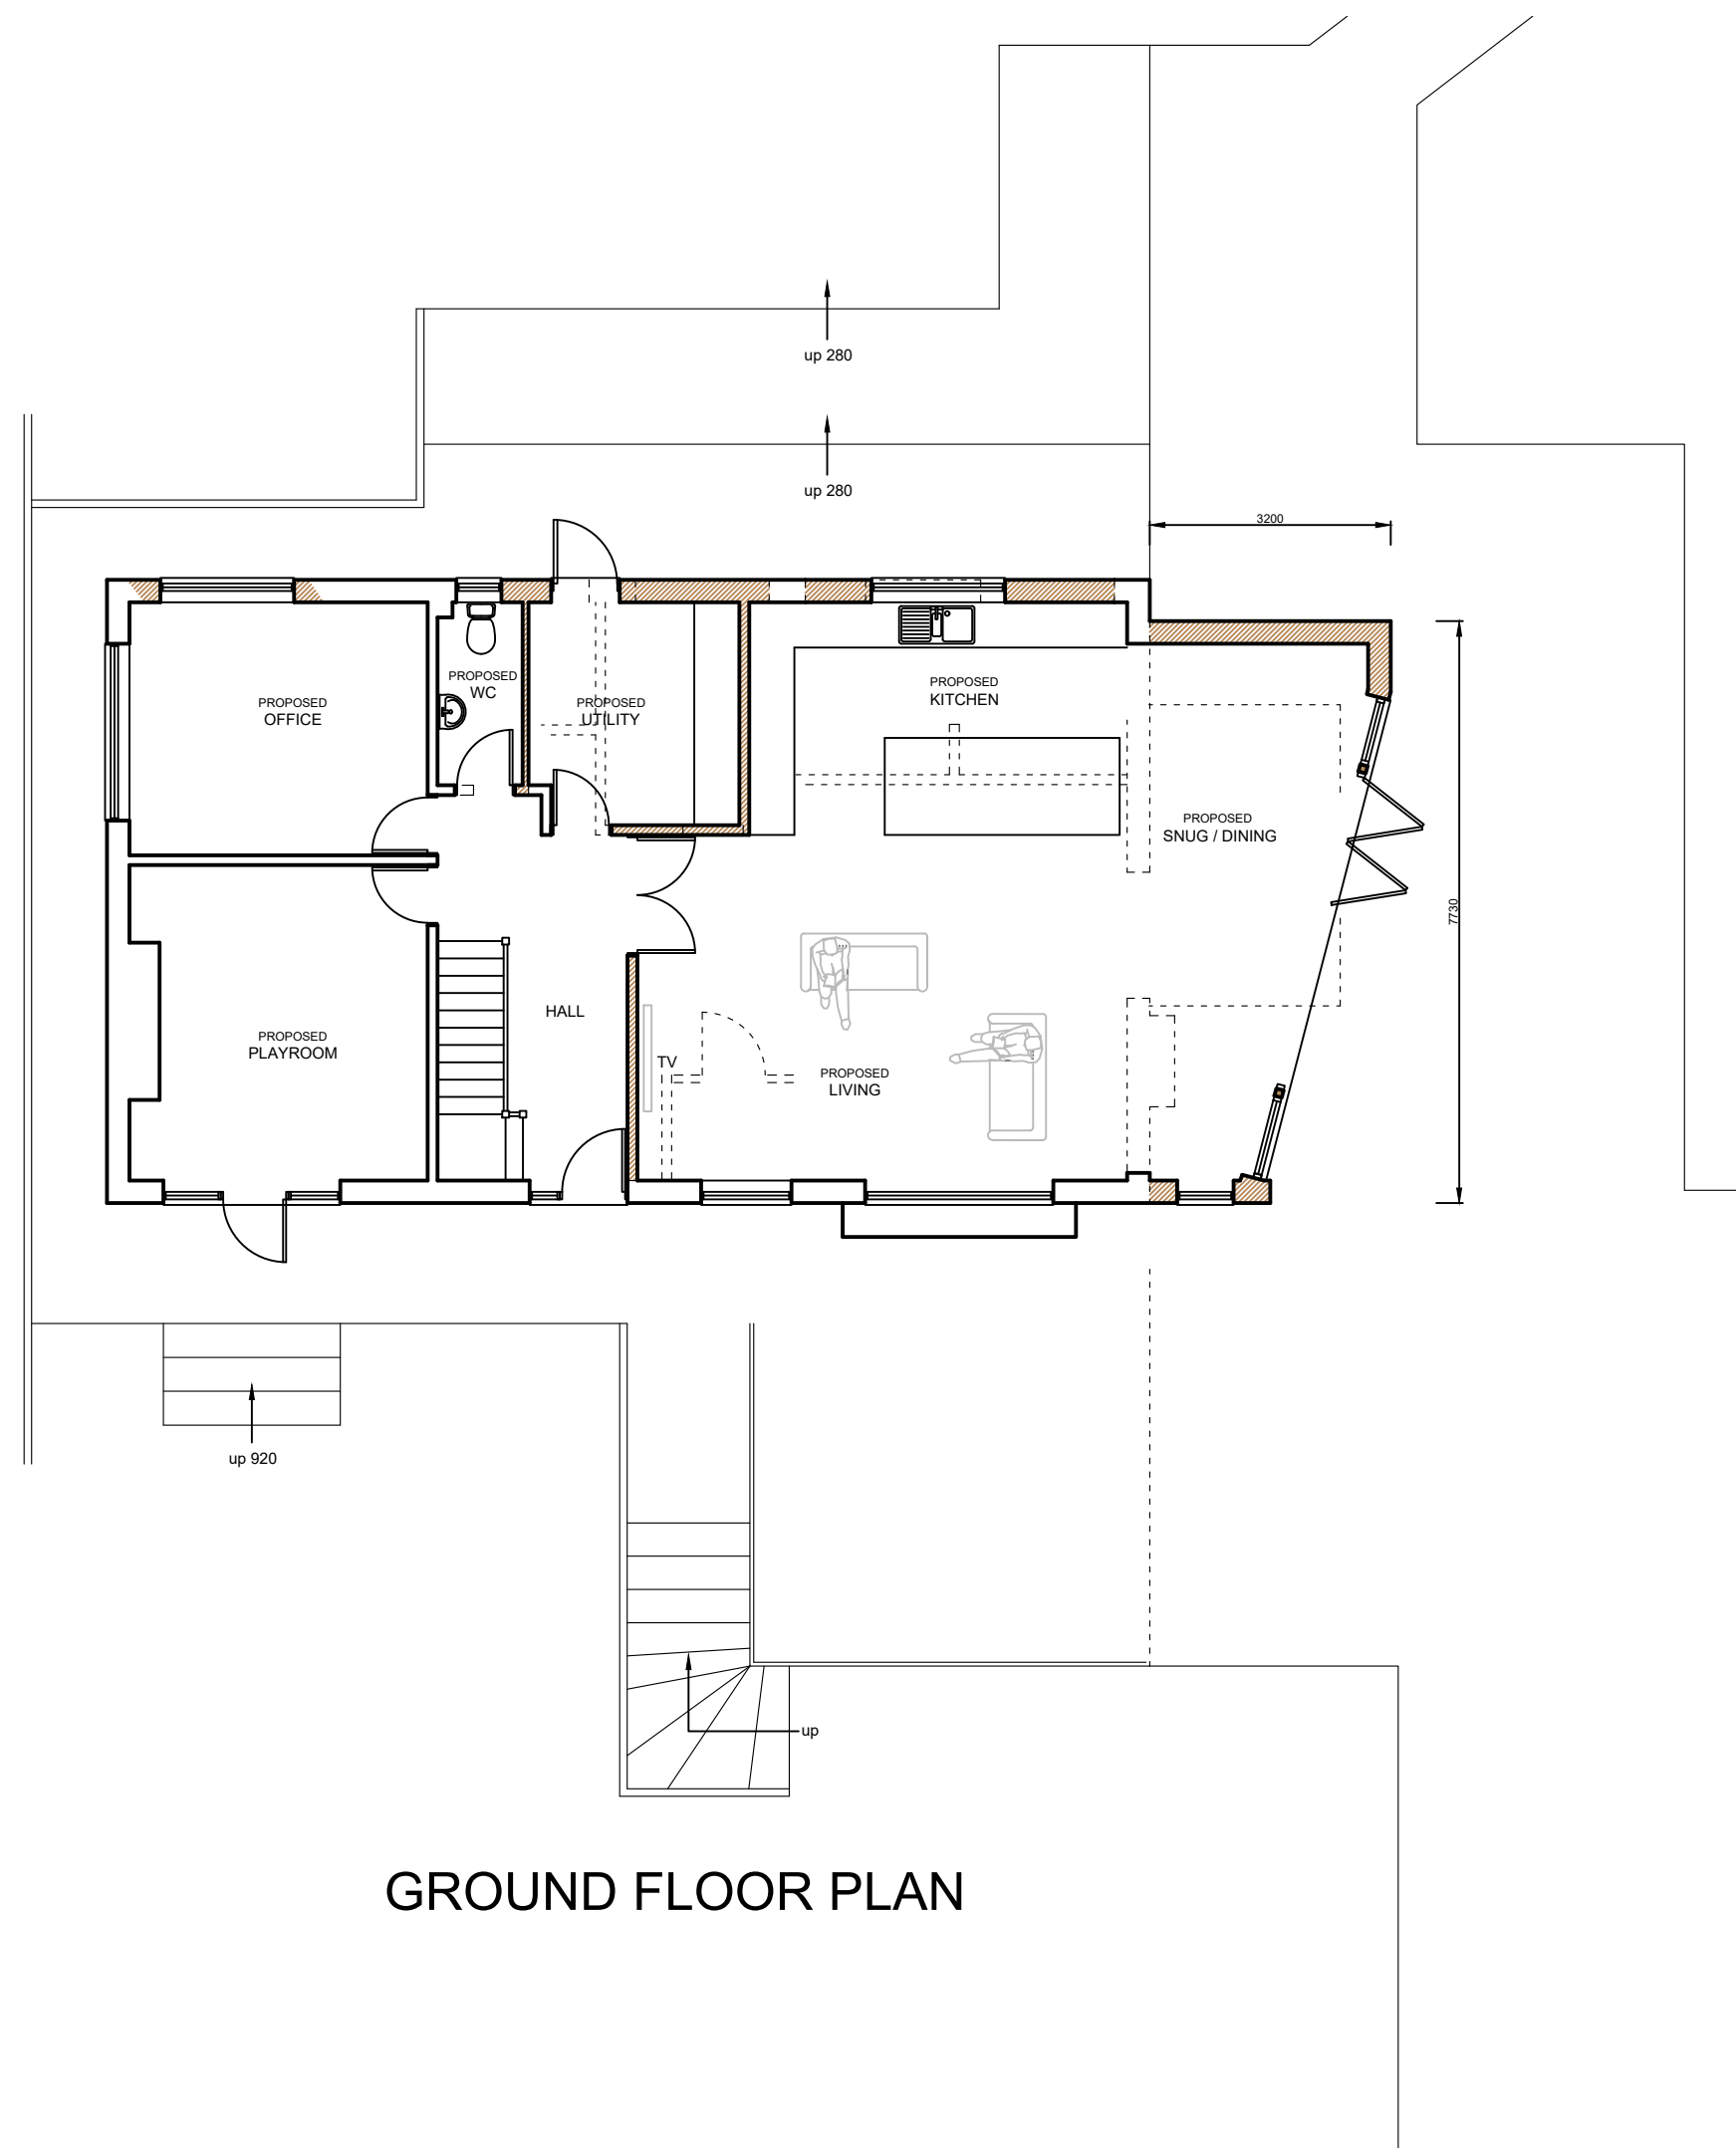 up 280
up 280
3200
PROPOSED
OFFICE
PROPOSED
WC
PROPOSED
UTILITY
PROPOSED
KITCHEN
PROPOSED
SNUG / DINING
7730
PROPOSED
PLAYROOM
HALL
TV
PROPOSED
LIVING
up 920
up
GROUND FLOOR PLAN